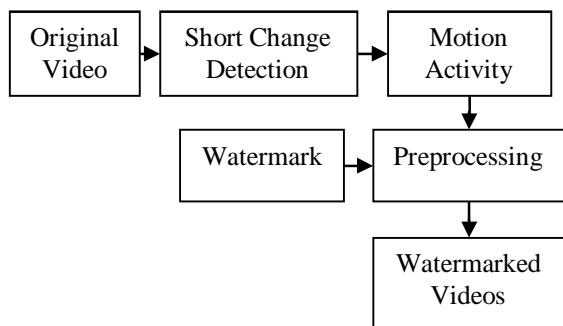 Original
Video
Short Change
Detection
Motion
Activity
Watermark
Preprocessing
Watermarked
Videos